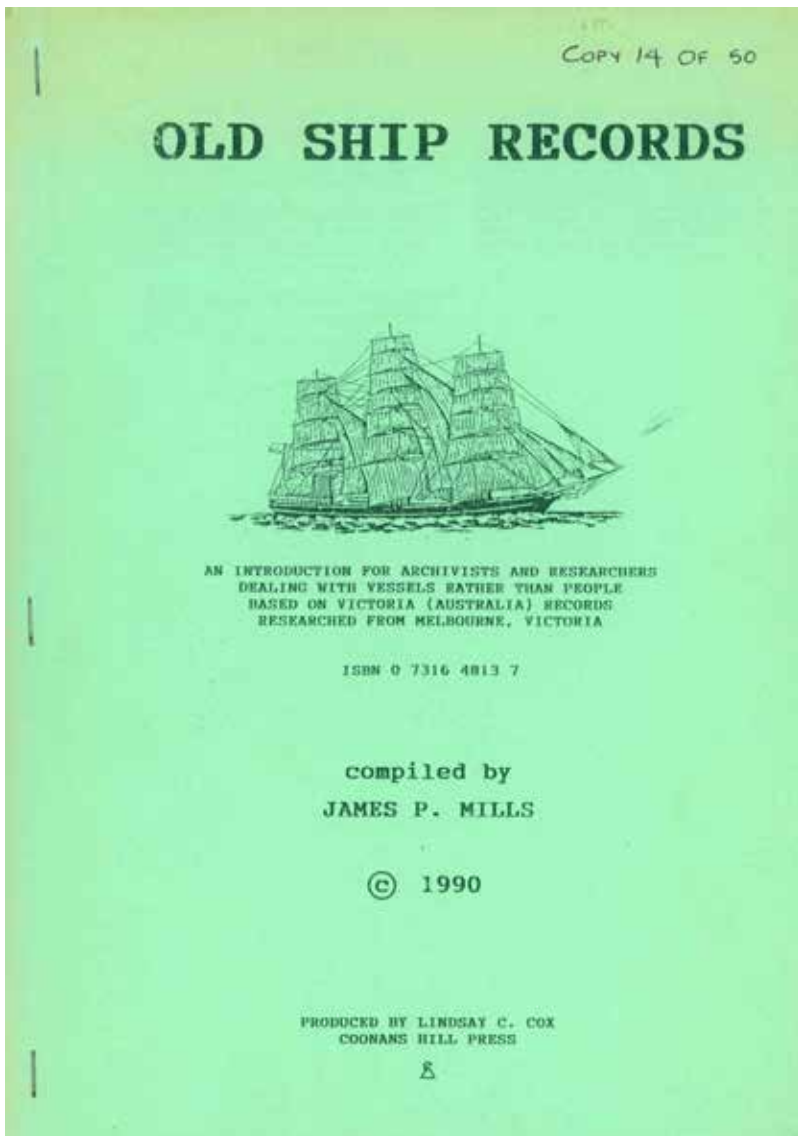 COPY 14 OF 50
OLD SHIP RECORDS
AN INTRODUCTION FOR ARCHIVISTS AND RESEARCHERS
DEALING WITH VESSELS RATHER THAN PEOPLE
BASED ON VICTORIA (AUSTRALIA) RECORDS
RESEARCHED FROM MELBOURNE, VICTORIA
ISBN 0 7316 4813 7
compiled by
JAMES P. MILLS
© 1990
PRODUCED BY LINDSAY C. COX
COONANS HILL PRESS